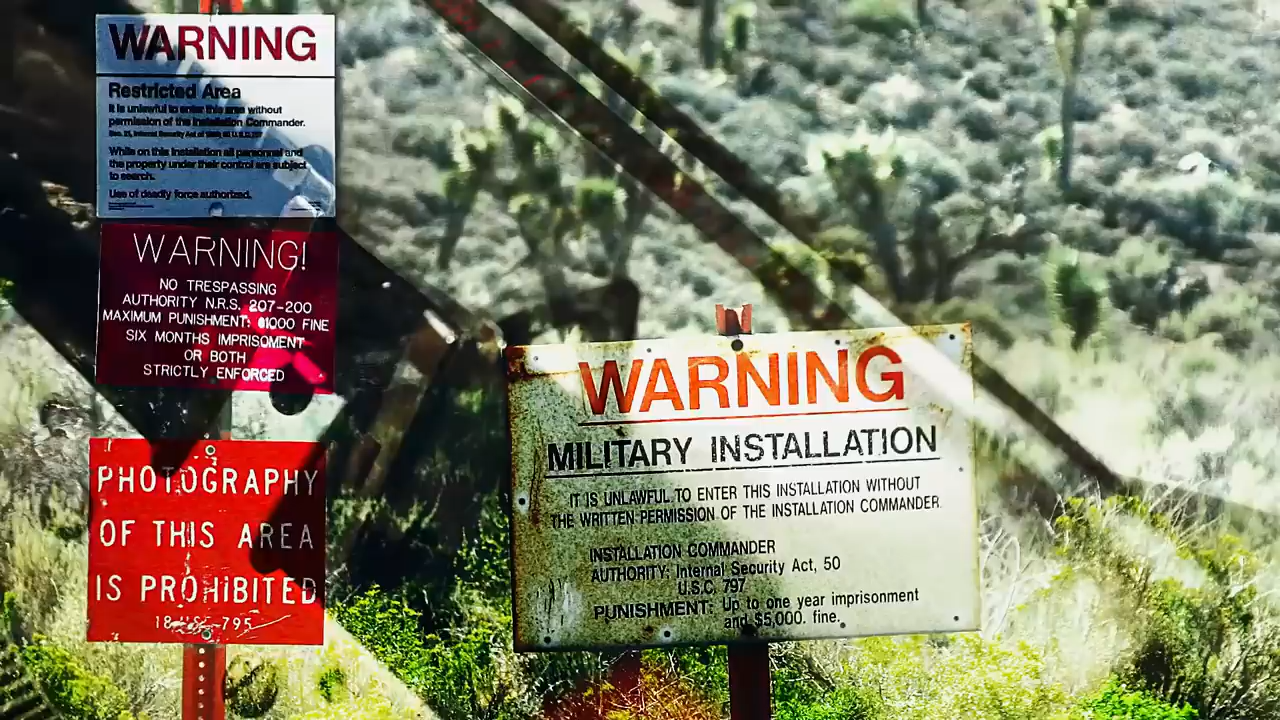 WARNING
Restricted Area
It is unlawful to enter this area without
permission of the Installation Commander.
While on this Installation all personnel and
the property under their control are subject
to search.
Use of deadly force authorized.
WARNING!
NO TRESPASSING
AUTHORITY N.R.S. 207-200
MAXIMUM PUNISHMENT: $1000 FINE
SIX MONTHS IMPRISOMENT
OR BOTH
STRICTLY ENFORCED
PHOTOGRAPHY
OF THIS AREA
IS PROHIBITED
18 795
WARNING
MILITARY INSTALLATION
IT IS UNLAWFUL TO ENTER THIS INSTALLATION WITHOUT
THE WRITTEN PERMISSION OF THE INSTALLATION COMMANDER.
INSTALLATION COMMANDER
AUTHORITY: Internal Security Act, 50
U.S.C. 797
PUNISHMENT: Up to one year imprisonment
and $5,000. fine.